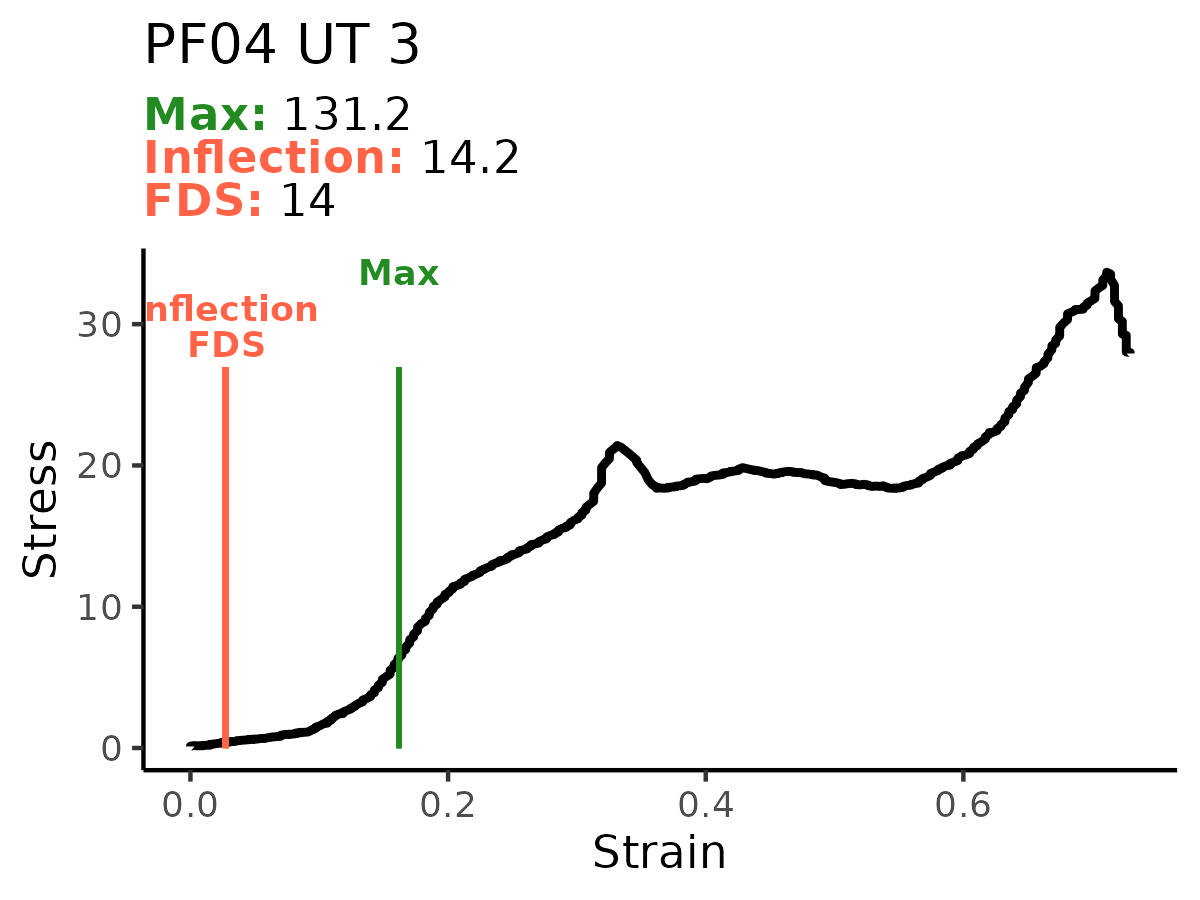 PF04 UT 3
Max: 131.2
Inflection: 14.2
FDS: 14
Max
nflection
FDS
30
20
10
0
Stress
0.0 0.2 0.4 0.6
Strain